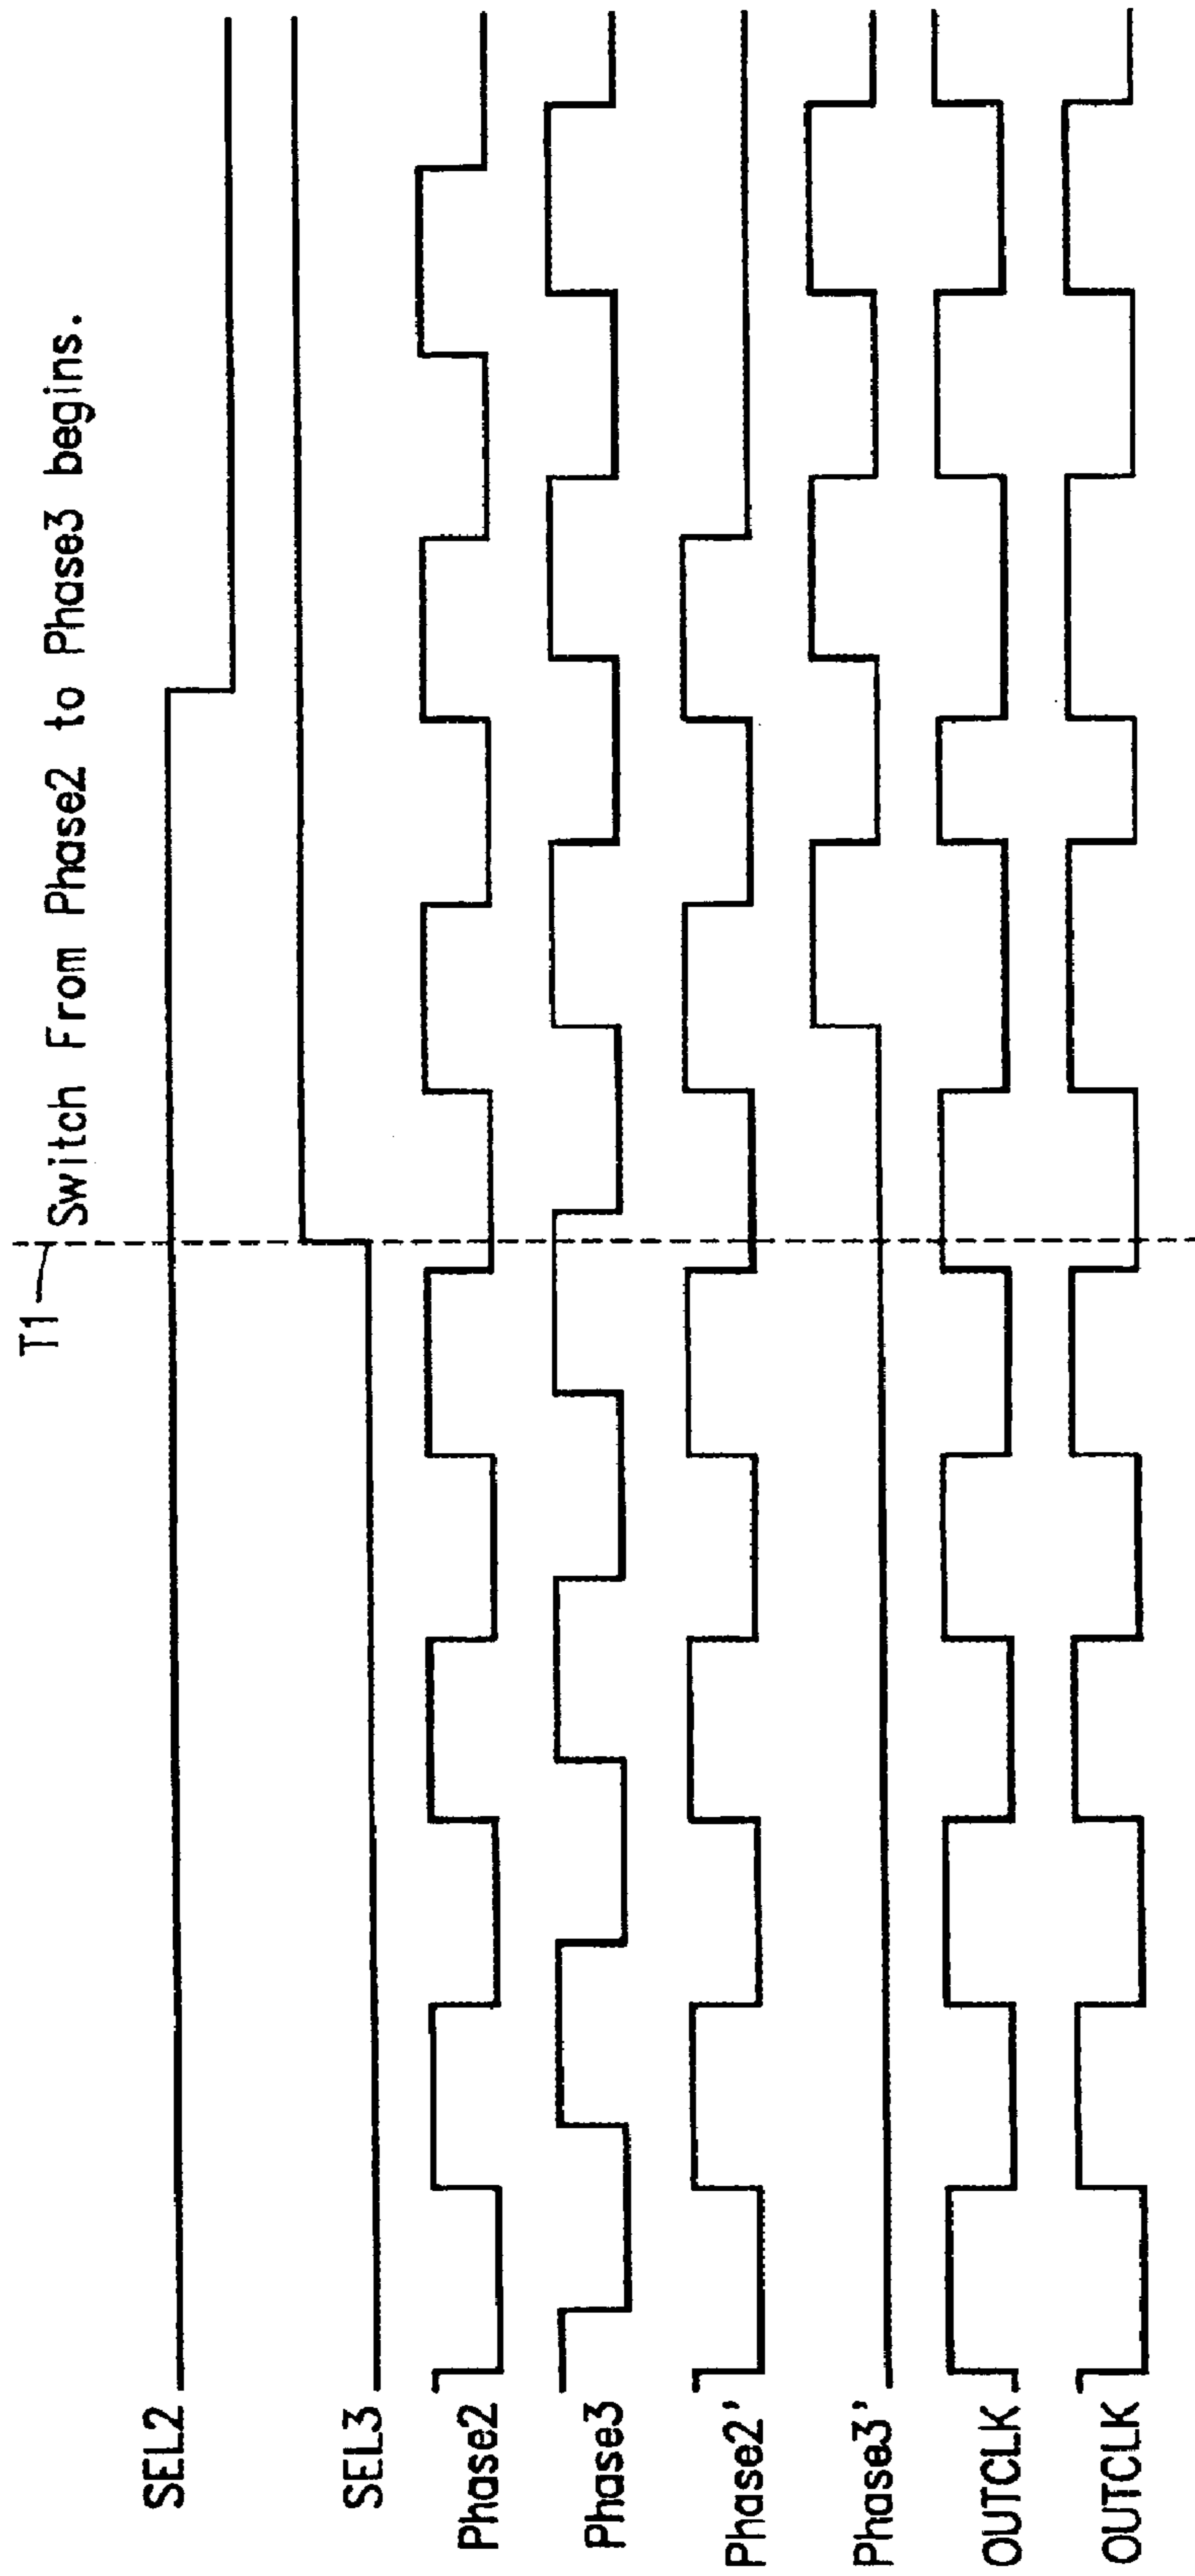 T1
Switch From Phase2 to Phase3 begins.
SEL2
SEL3
Phase2
Phase3
Phase2'
Phase3'
OUTCLK
OUTCLK